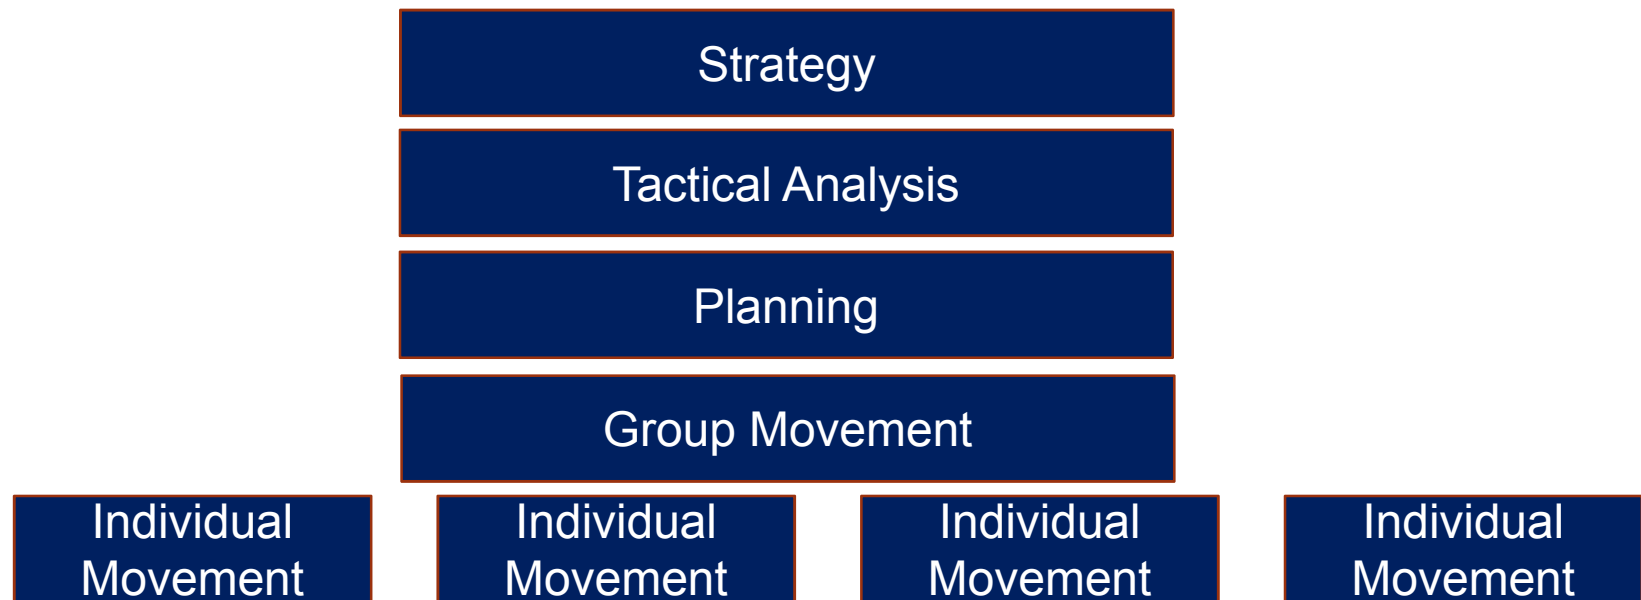 Strategy
Tactical Analysis
Planning
Group Movement
Individual Individual Individual Individual
Movement Movement Movement Movement